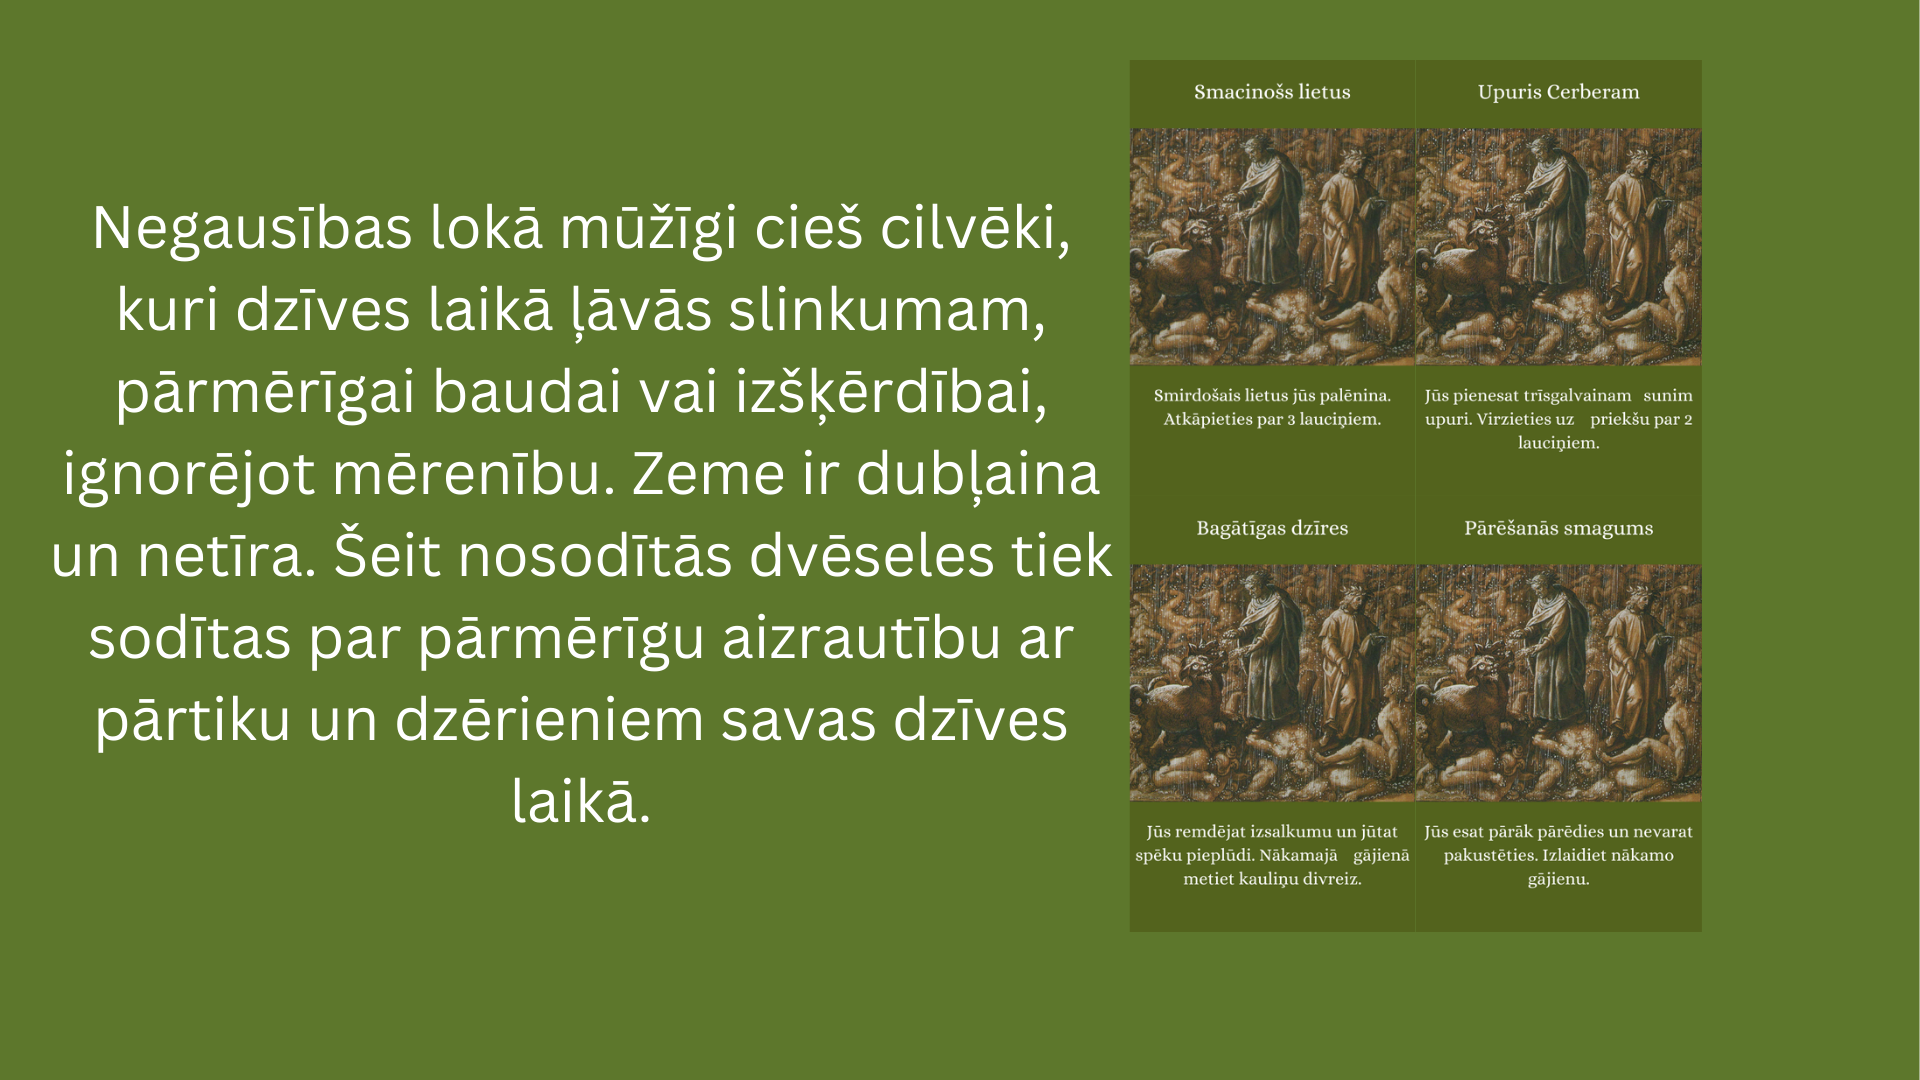 Negausības lokā mūžīgi cieš cilvēki,
kuri dzīves laikā ļāvās slinkumam,
pārmērīgai baudai vai izšķērdībai,
ignorējot mērenību. Zeme ir dubļaina
un netīra. Šeit nosodītās dvēseles tiek
sodītas par pārmērīgu aizrautību ar
pārtiku un dzērieniem savas dzīves
laikā.
Smacinošs lietus
Smirdošais lietus jūs palēnina.
Atkāpieties par 3 lauciņiem.
Upuris Cerberam
Jūs pienesat trīsgalvainam sunim
upuri. Virzieties uz priekšu par 2
lauciņiem.
Bagātīgas dzīres
Jūs remdējat izsalkumu un jūtat
spēku pieplūdi. Nākamajā gājienā
metiet kauliņu divreiz.
Pārēšanās smagums
Jūs esat pārāk pārēdies un nevarat
pakustēties. Izlaidiet nākamo
gājienu.